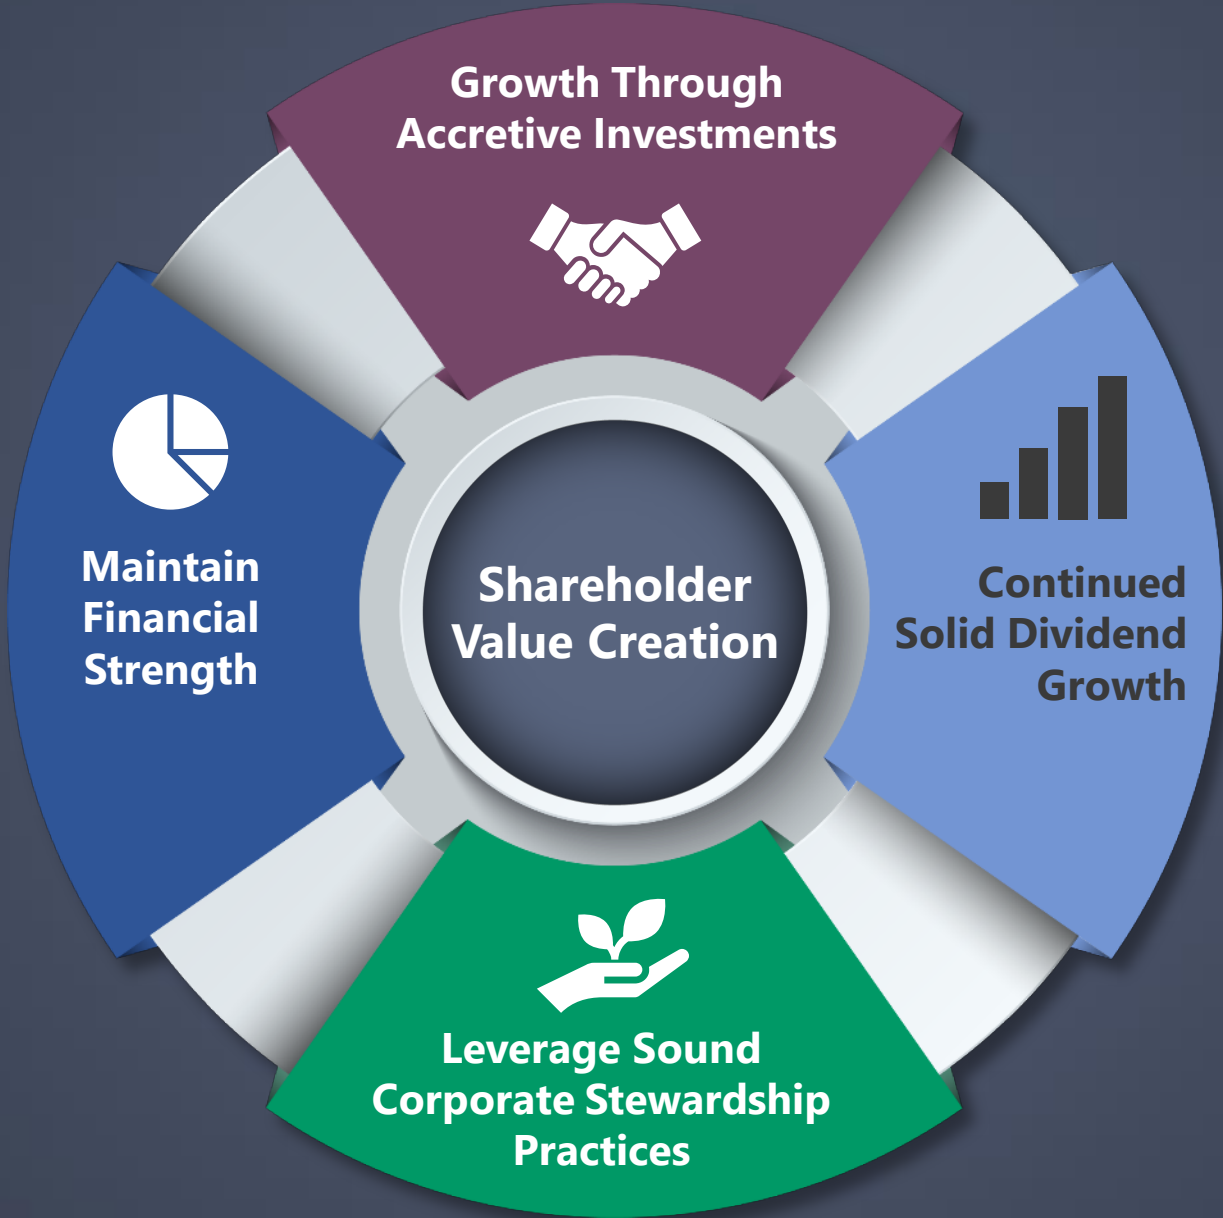 Growth Through
Accretive Investments
Maintain
Financial
Strength
Shareholder
Value Creation
Continued
Solid Dividend
Growth
Leverage Sound
Corporate Stewardship
Practices